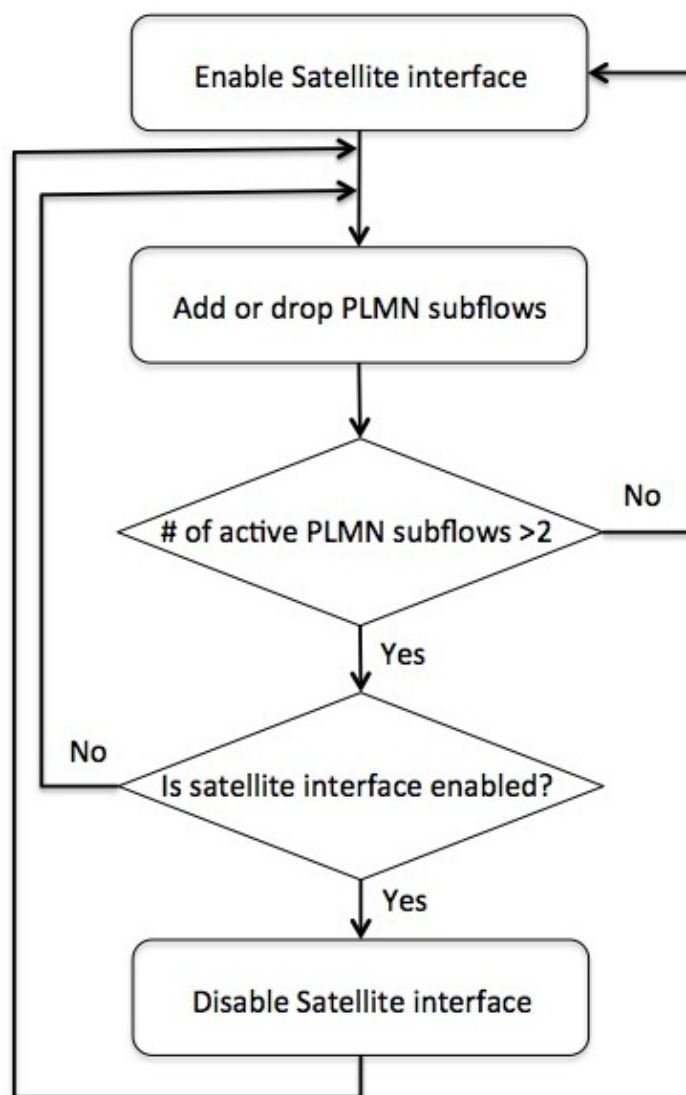 Enable Satellite interface
Add or drop PLMN subflows
# of active PLMN subflows >2
No
Yes
Is satellite interface enabled?
No
Yes
Disable Satellite interface